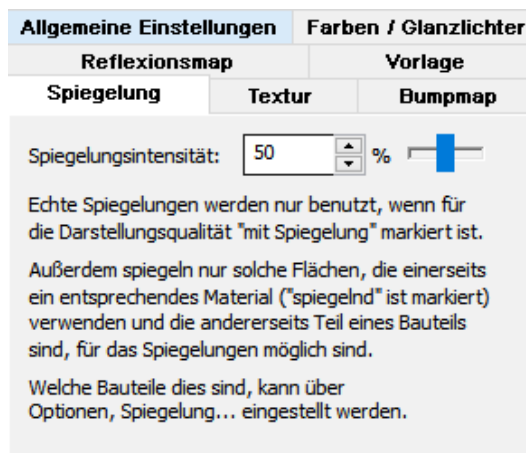 Allgemeine Einstellungen Farben / Glanzlichter
Reflexionsmap Vorlage
Spiegelung Textur Bumpmap
Spiegelungsintensität: 50 %
Echte Spiegelungen werden nur benutzt, wenn für
die Darstellungsqualität "mit Spiegelung" markiert ist.
Außerdem spiegeln nur solche Flächen, die einerseits
ein entsprechendes Material ("spiegelnd" ist markiert)
verwenden und die andererseits Teil eines Bauteils
sind, für das Spiegelungen möglich sind.
Welche Bauteile dies sind, kann über
Optionen, Spiegelung... eingestellt werden.